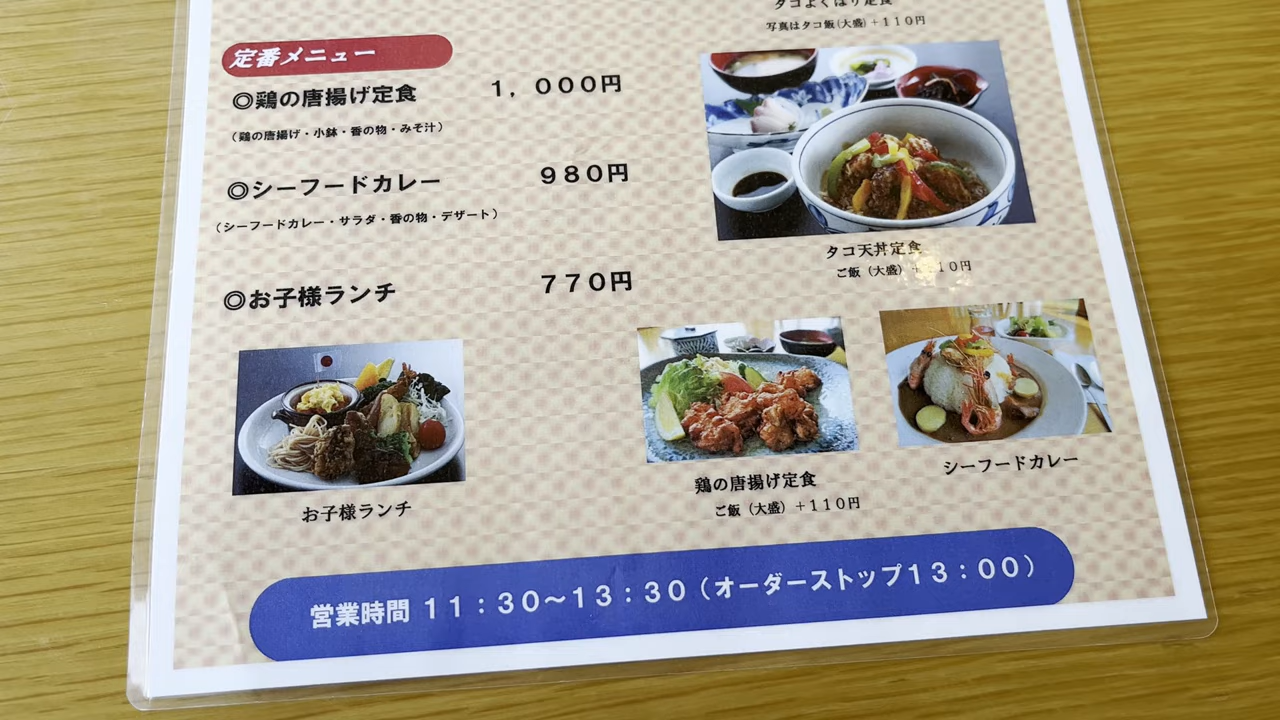 定番メニュー
◎鶏の唐揚げ定食 1，000円
（鶏の唐揚げ・小鉢・香の物・みそ汁）
◎シーフードカレー 980円
（シーフードカレー・サラダ・香の物・デザート）
◎お子様ランチ 770円
お子様ランチ
タコよくばり定食
写真はタコ飯（大盛）＋110円
タコ天丼定食
ご飯（大盛）＋110円
鶏の唐揚げ定食
ご飯（大盛）＋110円
シーフードカレー
営業時間 11：30～13：30（オーダーストップ13：00）